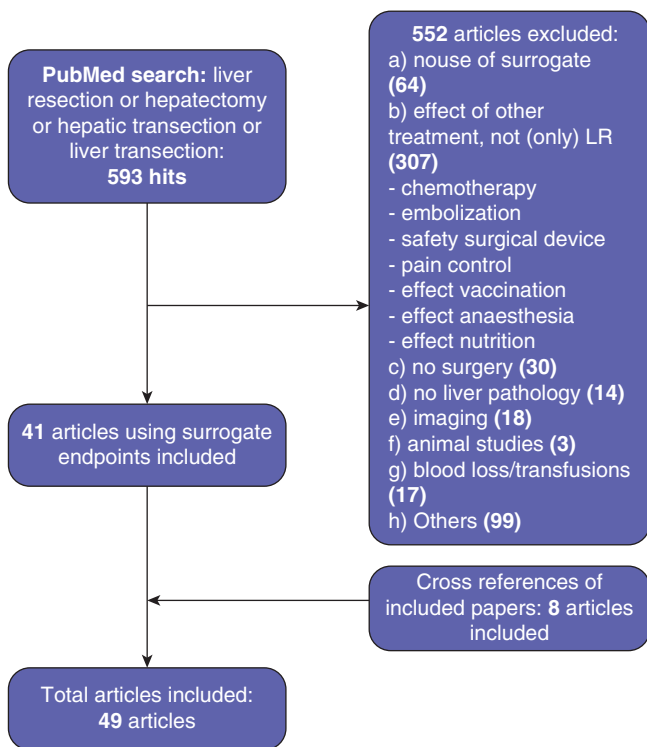 PubMed search: liver
resection or hepatectomy
or hepatic transection or
liver transection:
593 hits
552 articles excluded:
a) nouse of surrogate
(64)
b) effect of other
treatment, not (only) LR
(307)
- chemotherapy
- embolization
- safety surgical device
- pain control
- effect vaccination
- effect anaesthesia
- effect nutrition
c) no surgery (30)
d) no liver pathology (14)
e) imaging (18)
f) animal studies (3)
g) blood loss/transfusions
(17)
h) Others (99)
41 articles using surrogate
endpoints included
Cross references of
included papers: 8 articles
included
Total articles included:
49 articles